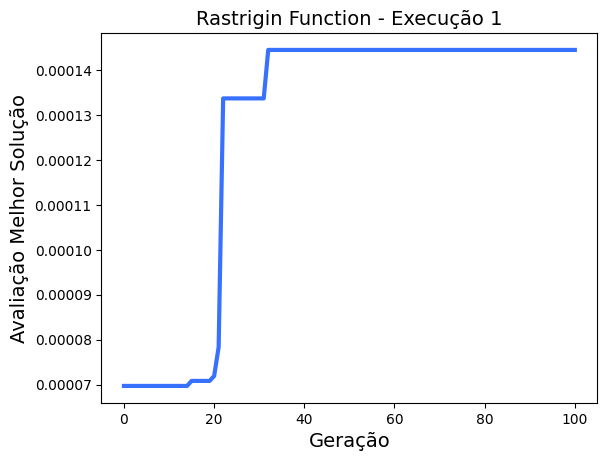 Rastrigin Function - Execução 1
Avaliação Melhor Solução
0.00014
0.00013
0.00012
0.00011
0.00010
0.00009
0.00008
0.00007
0 20 40 60 80 100
Geração